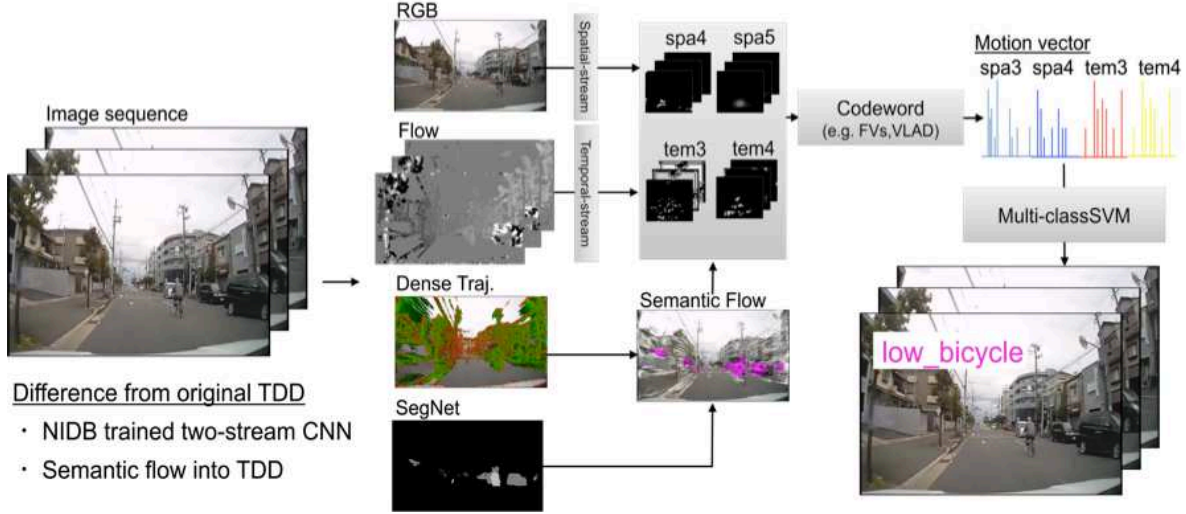 RGB
Spatial-stream
spa4 spa5
Motion vector
spa3 spa4 tem3 tem4
Image sequence
Codeword
(e.g. FVs,VLAD)
Flow
Temporal-stream
tem3 tem4
Multi-classSVM
Dense Traj.
Semantic Flow
low_bicycle
Difference from original TDD
・ NIDB trained two-stream CNN
・ Semantic flow into TDD
SegNet